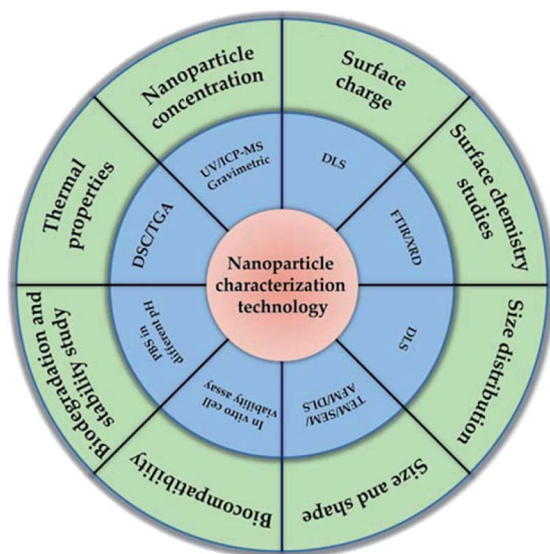 Nanoparticle
concentration
Surface
charge
Surface chemistry
studies
Size distribution
Size and shape
Biocompatibility
Biodegradation and
stability study
Thermal
properties
UV/ICP-MS
Gravimetric
DLS
FTIR/XRD
DLS
TEM/SEM/
AFM/DLS
In vitro cell
viability assay
PBS in
different pH
DSC/TGA
Nanoparticle
characterization
technology